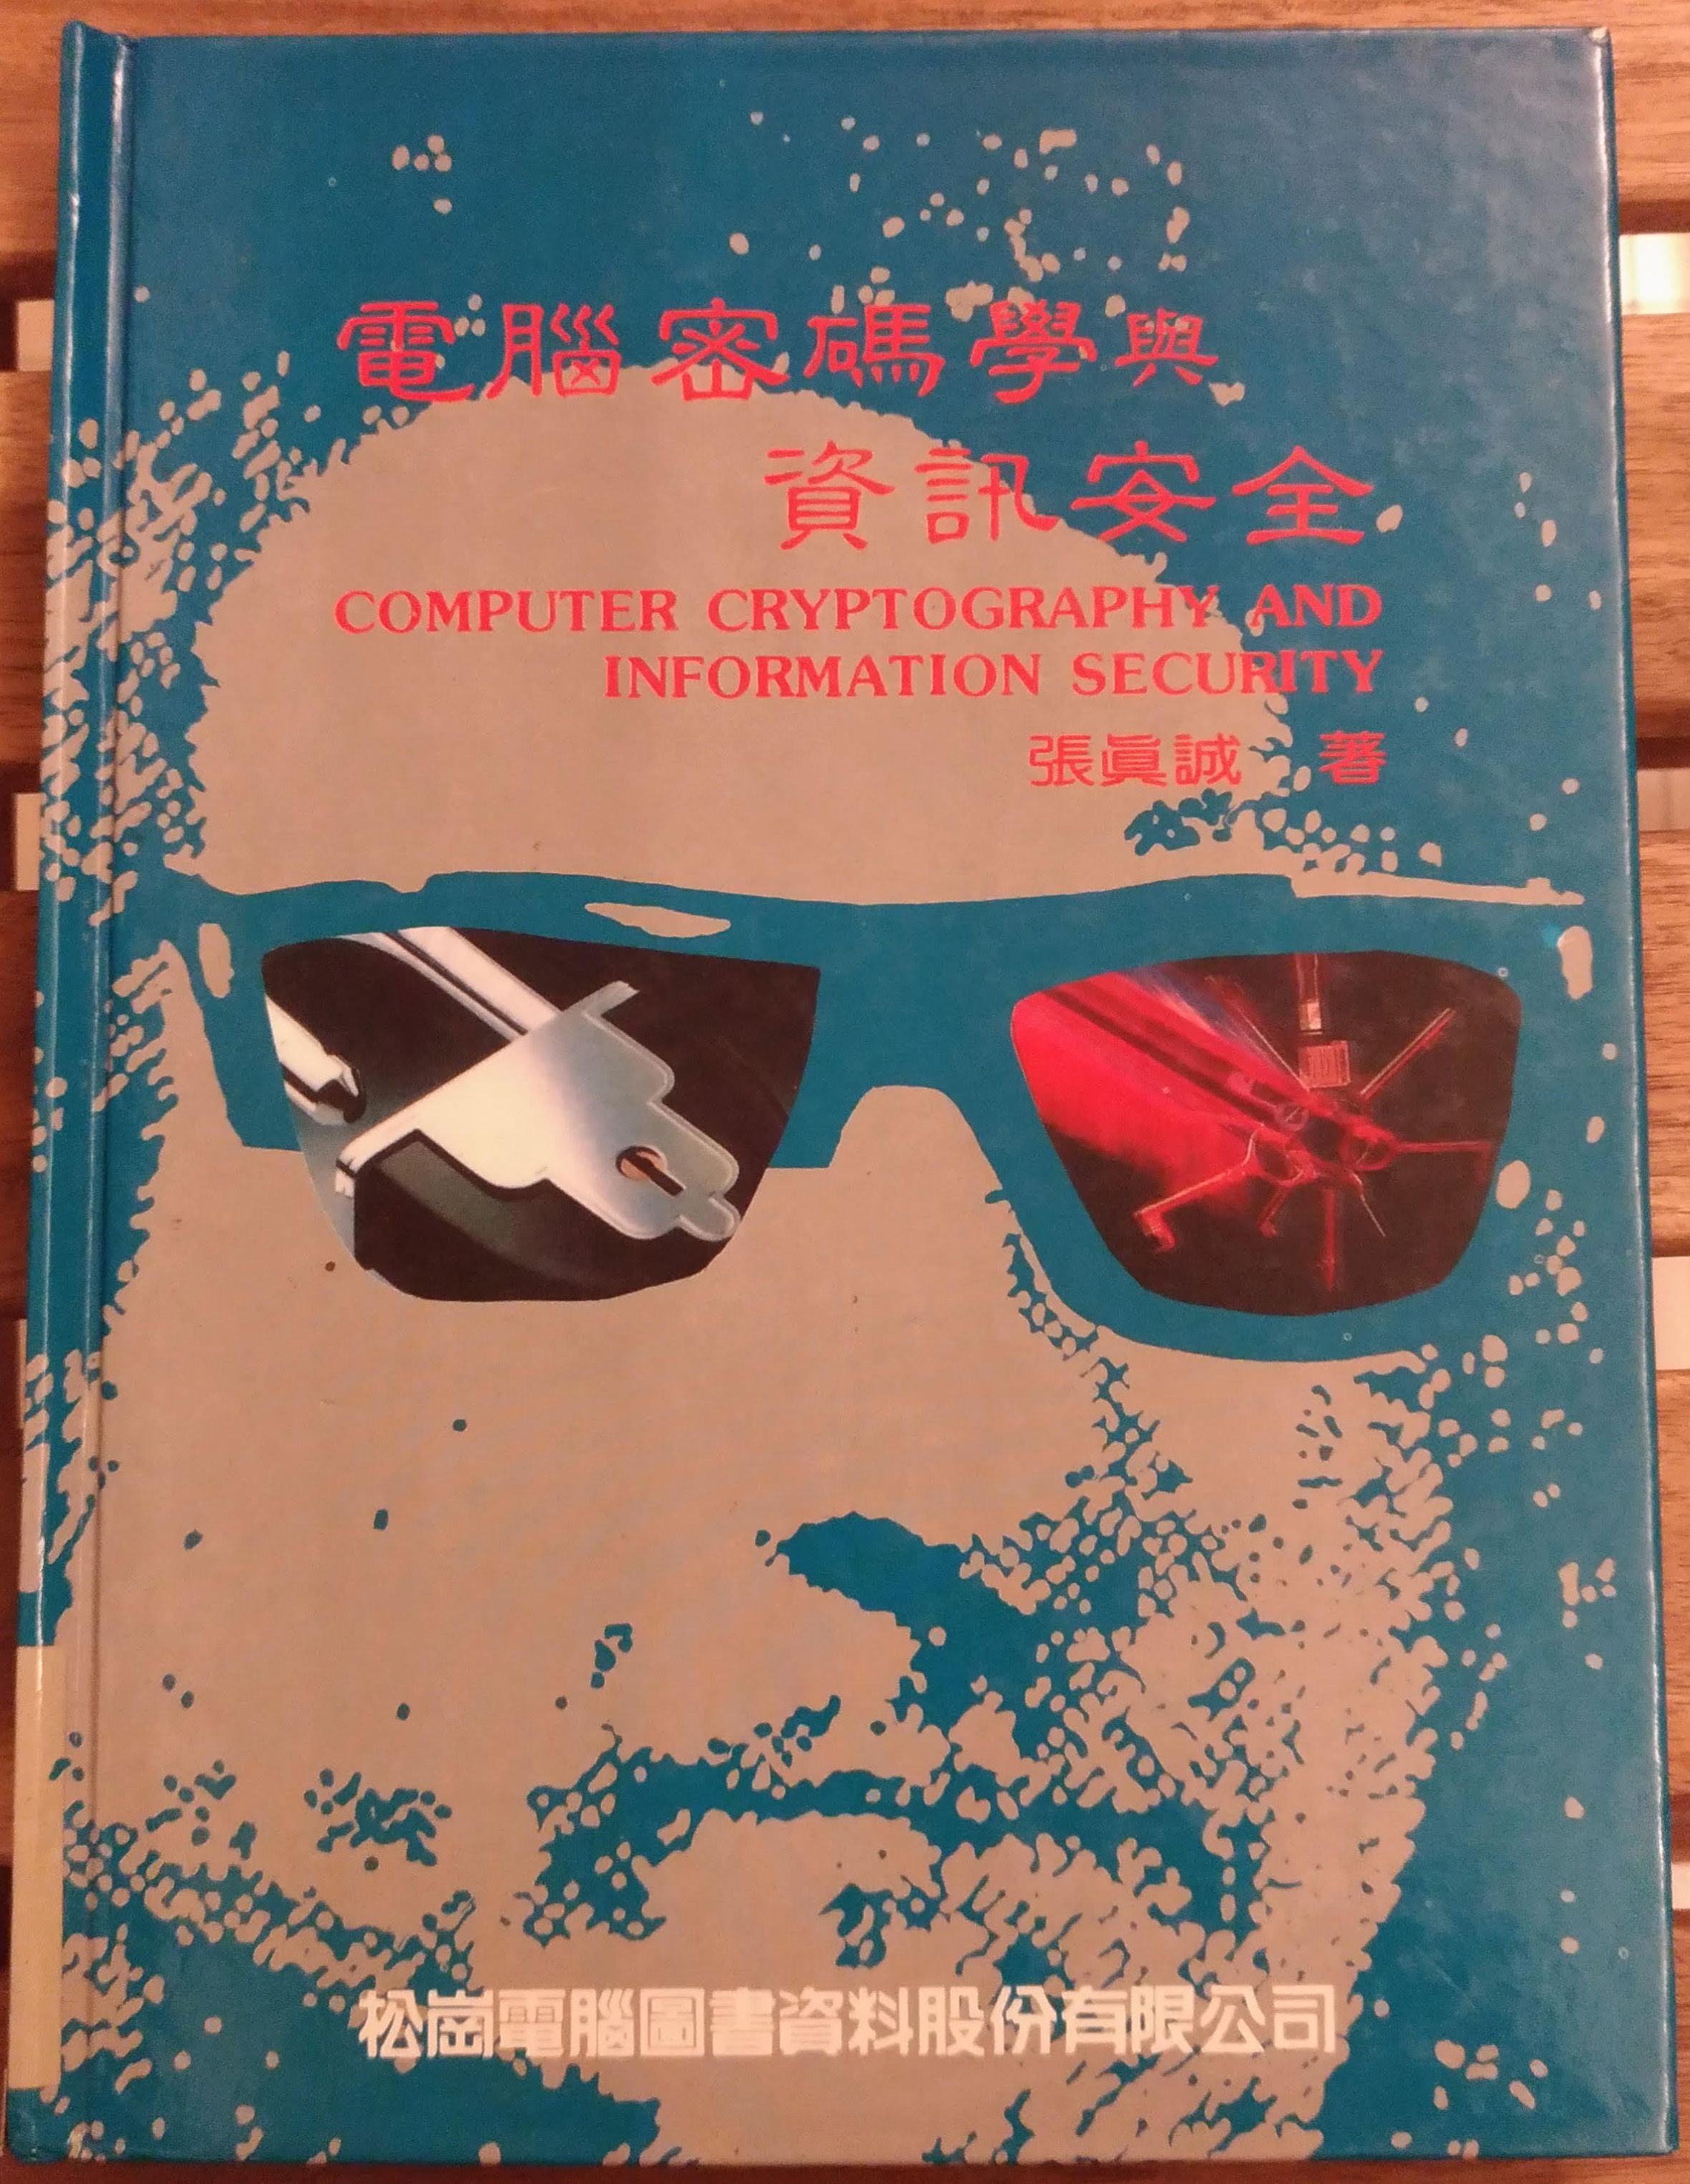 電腦密碼學與
資訊安全
COMPUTER CRYPTOGRAPHY AND
INFORMATION SECURITY
張眞誠 著
松崗電腦圖書資料股份有限公司